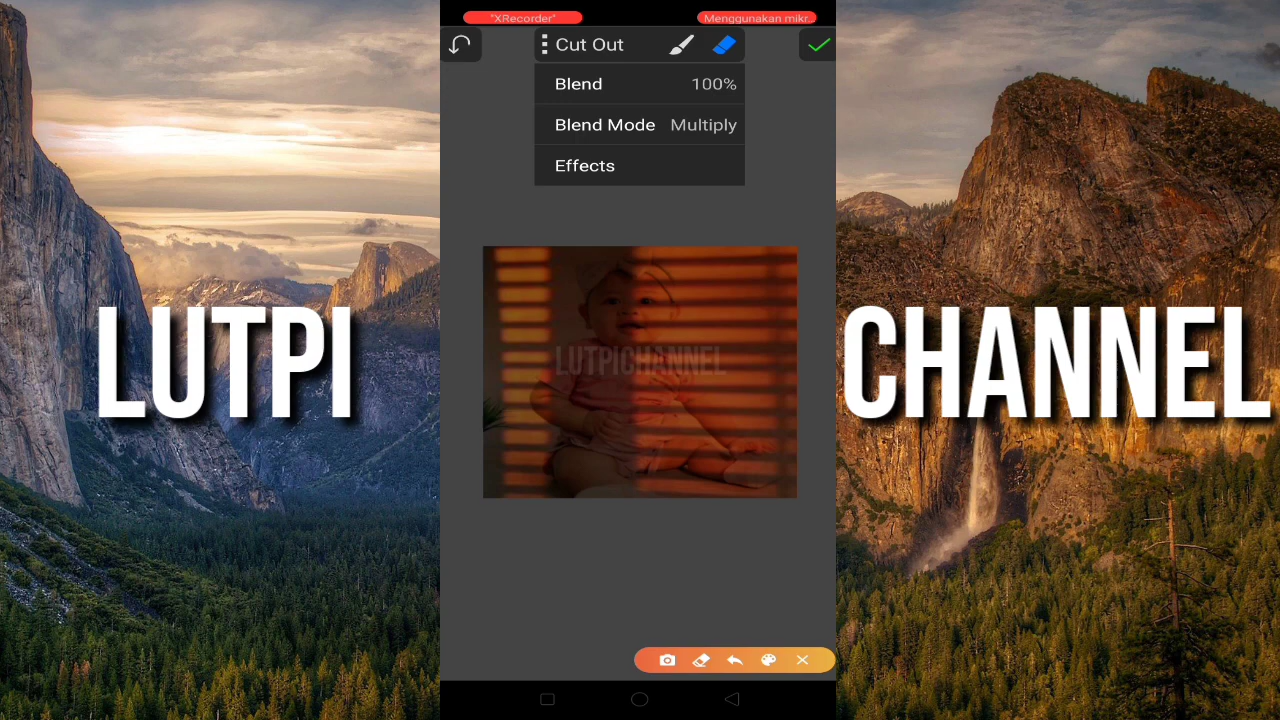 "XRecorder"
Menggunakan mikr..
Cut Out
Blend 100%
Blend Mode Multiply
Effects
LUTPI
LUTPICHANNEL
CHANNEL